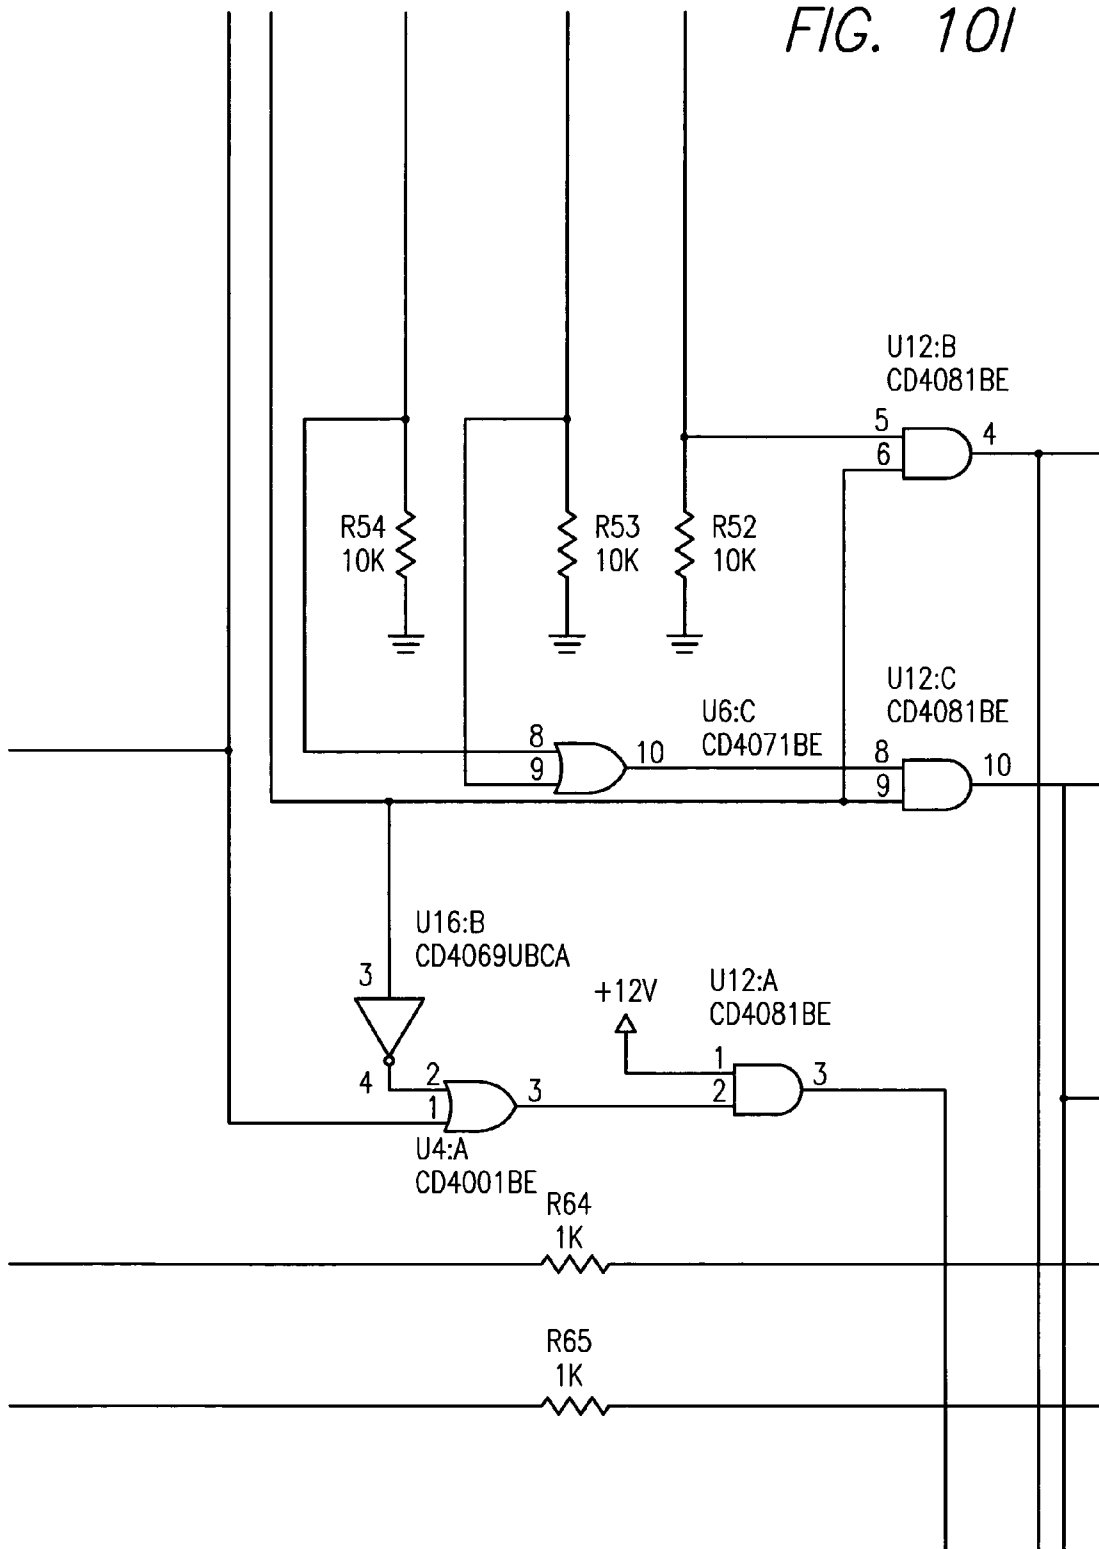 FIG. 10I
U12:B
CD4081BE
5
4
6
R54
10K
R53
10K
R52
10K
U12:C
CD4081BE
U6:C
CD4071BE
8
9
10
8
9
10
U16:B
CD4069UBCA
3
4
+12V
U12:A
CD4081BE
1
2
3
2
1
3
U4:A
CD4001BE
R64
1K
R65
1K